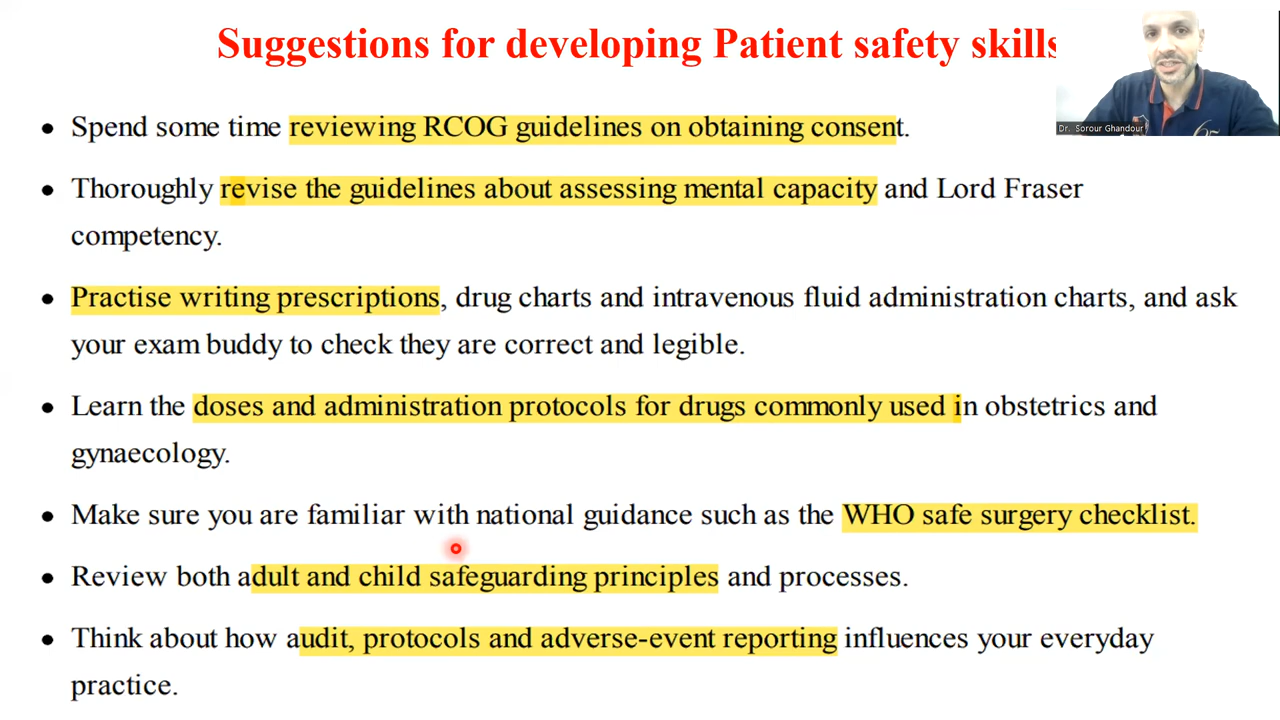 Suggestions for developing Patient safety skills
Dr. Sorour Ghandour
• Spend some time reviewing RCOG guidelines on obtaining consent.
• Thoroughly revise the guidelines about assessing mental capacity and Lord Fraser
competency.
• Practise writing prescriptions, drug charts and intravenous fluid administration charts, and ask
your exam buddy to check they are correct and legible.
• Learn the doses and administration protocols for drugs commonly used in obstetrics and
gynaecology.
• Make sure you are familiar with national guidance such as the WHO safe surgery checklist.
• Review both adult and child safeguarding principles and processes.
• Think about how audit, protocols and adverse-event reporting influences your everyday
practice.